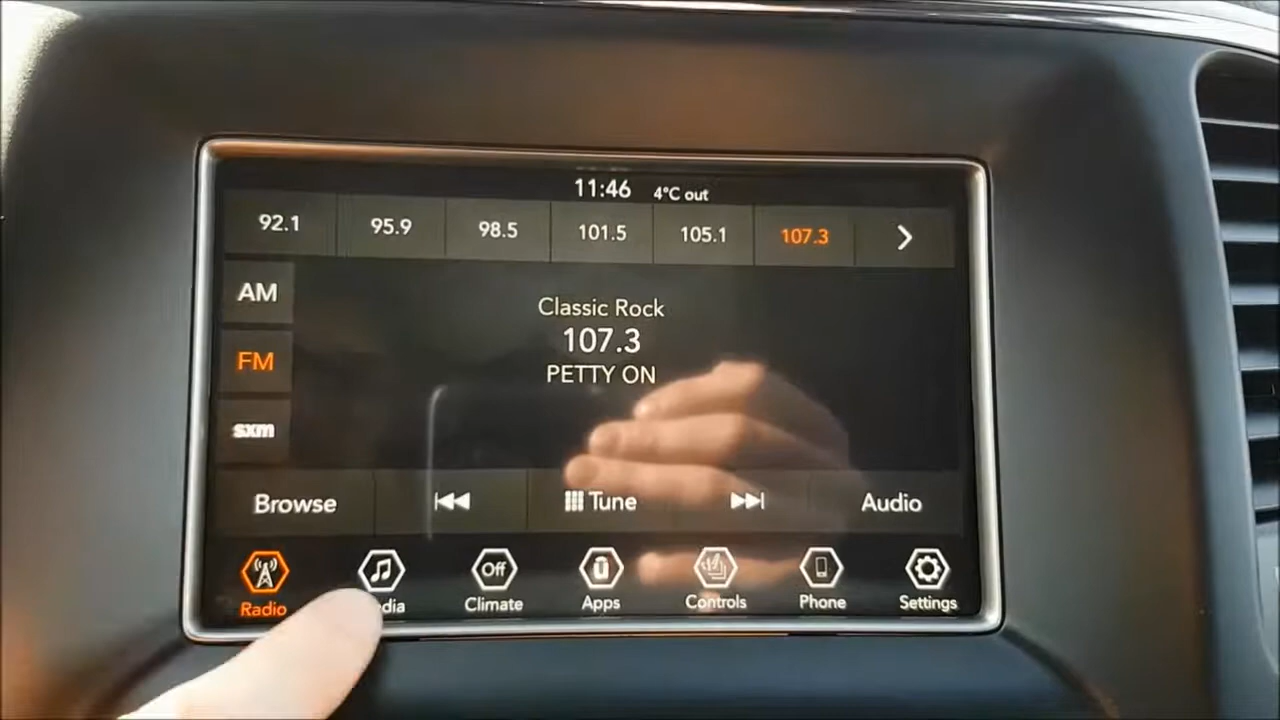 11:46 4°C out
92.1 95.9 98.5 101.5 105.1 107.3
AM
Classic Rock
107.3
FM
PETTY ON
sxm
Browse Tune Audio
Off
Radio Climate Apps Controls Phone Settings